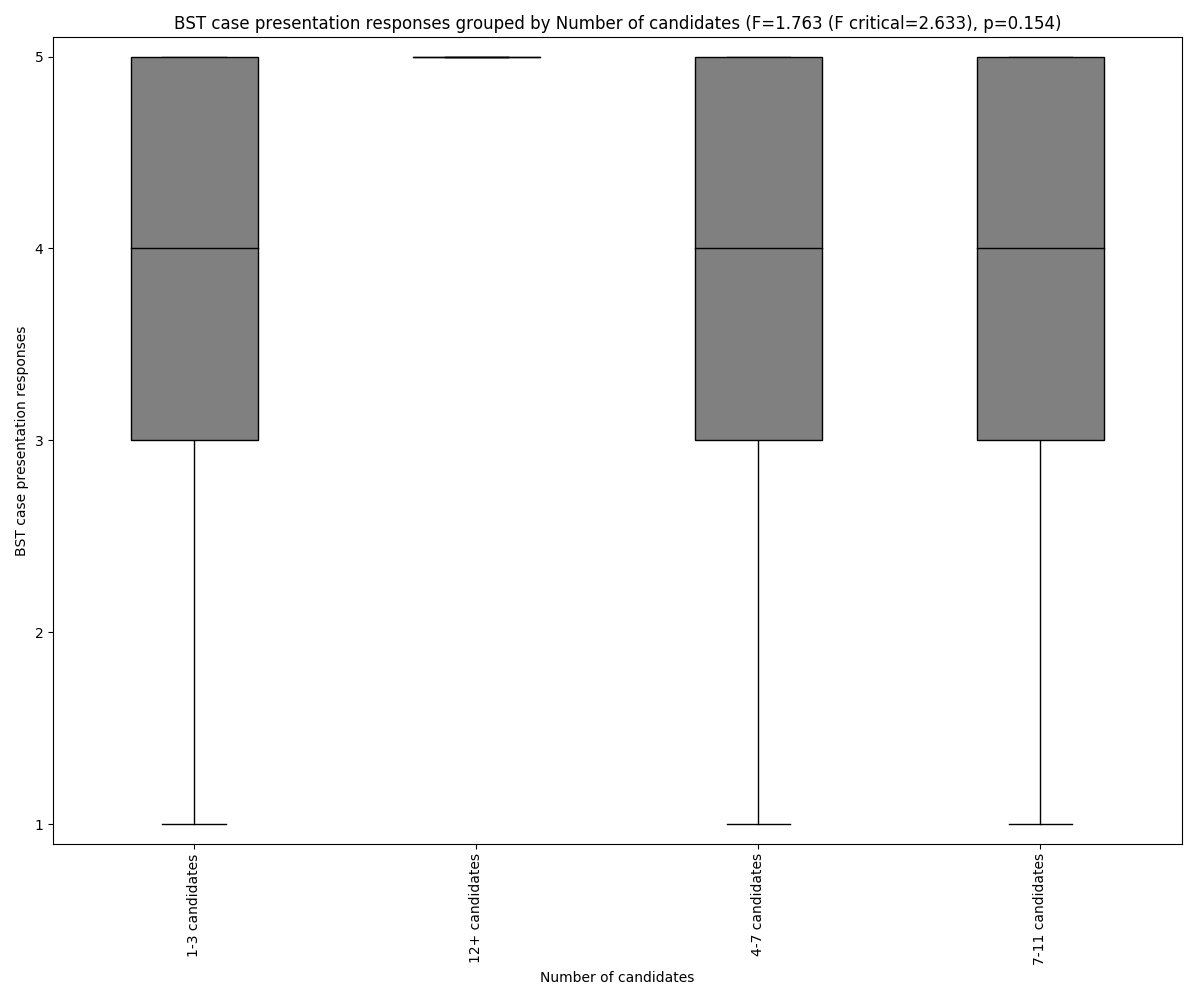 BST case presentation responses grouped by Number of candidates (F=1.763 (F critical=2.633), p=0.154)
BST case presentation responses
5
4
3
2
1
1-3 candidates
12+ candidates
4-7 candidates
7-11 candidates
Number of candidates